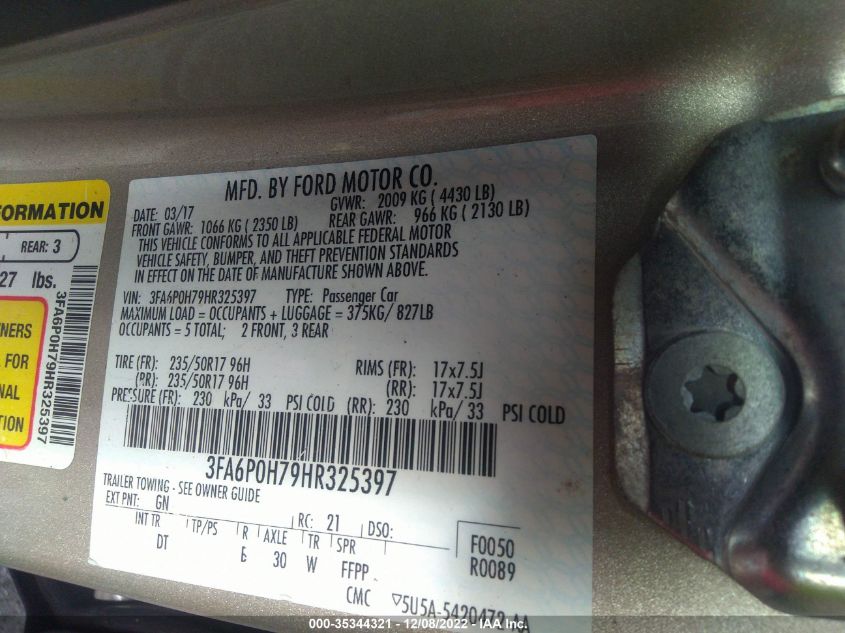 FORMATION
REAR: 3
27 lbs.
3FA6P0H79HR325397
NERS
FOR
NAL
TION
MFD. BY FORD MOTOR CO.
DATE: 03/17 GVWR: 2009 KG ( 4430 LB)
FRONT GAWR: 1066 KG ( 2350 LB) REAR GAWR: 966 KG ( 2130 LB)
THIS VEHICLE CONFORMS TO ALL APPLICABLE FEDERAL MOTOR
VEHICLE SAFETY, BUMPER, AND THEFT PREVENTION STANDARDS
IN EFFECT ON THE DATE OF MANUFACTURE SHOWN ABOVE.
VIN: 3FA6P0H79HR325397 TYPE: Passenger Car
MAXIMUM LOAD = OCCUPANTS + LUGGAGE = 375KG/ 827LB
OCCUPANTS = 5 TOTAL; 2 FRONT, 3 REAR
TIRE (FR): 235/50R17 96H RIMS (FR): 17x7.5J
(RR): 235/50R17 96H (RR): 17x7.5J
PRESSURE (FR): 230 kPa/ 33 PSI COLD (RR): 230 kPa/ 33 PSI COLD
3FA6P0H79HR325397
TRAILER TOWING - SEE OWNER GUIDE
EXT PNT: GN RC: 21 DSO:
INT TR TP/PS R AXLE TR SPR F0050
DT 30 W FFPP R0089
CMC ▽5U5A-5420472-AA
000-35344321 - 12/08/2022 - IAA Inc.